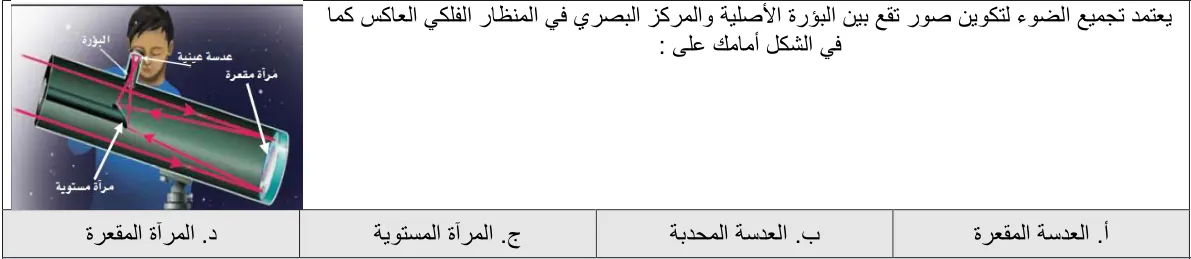 يعتمد تجميع الضوء لتكوين صور تقع بين البؤرة الأصلية والمركز البصري في المنظار الفلكي العاكس كما
في الشكل أمامك على :
البؤرة
عدسة عينية
مرآة مقعرة
مرآة مستوية
أ. العدسة المقعرة
ب. العدسة المحدبة
ج. المرآة المستوية
د. المرآة المقعرة